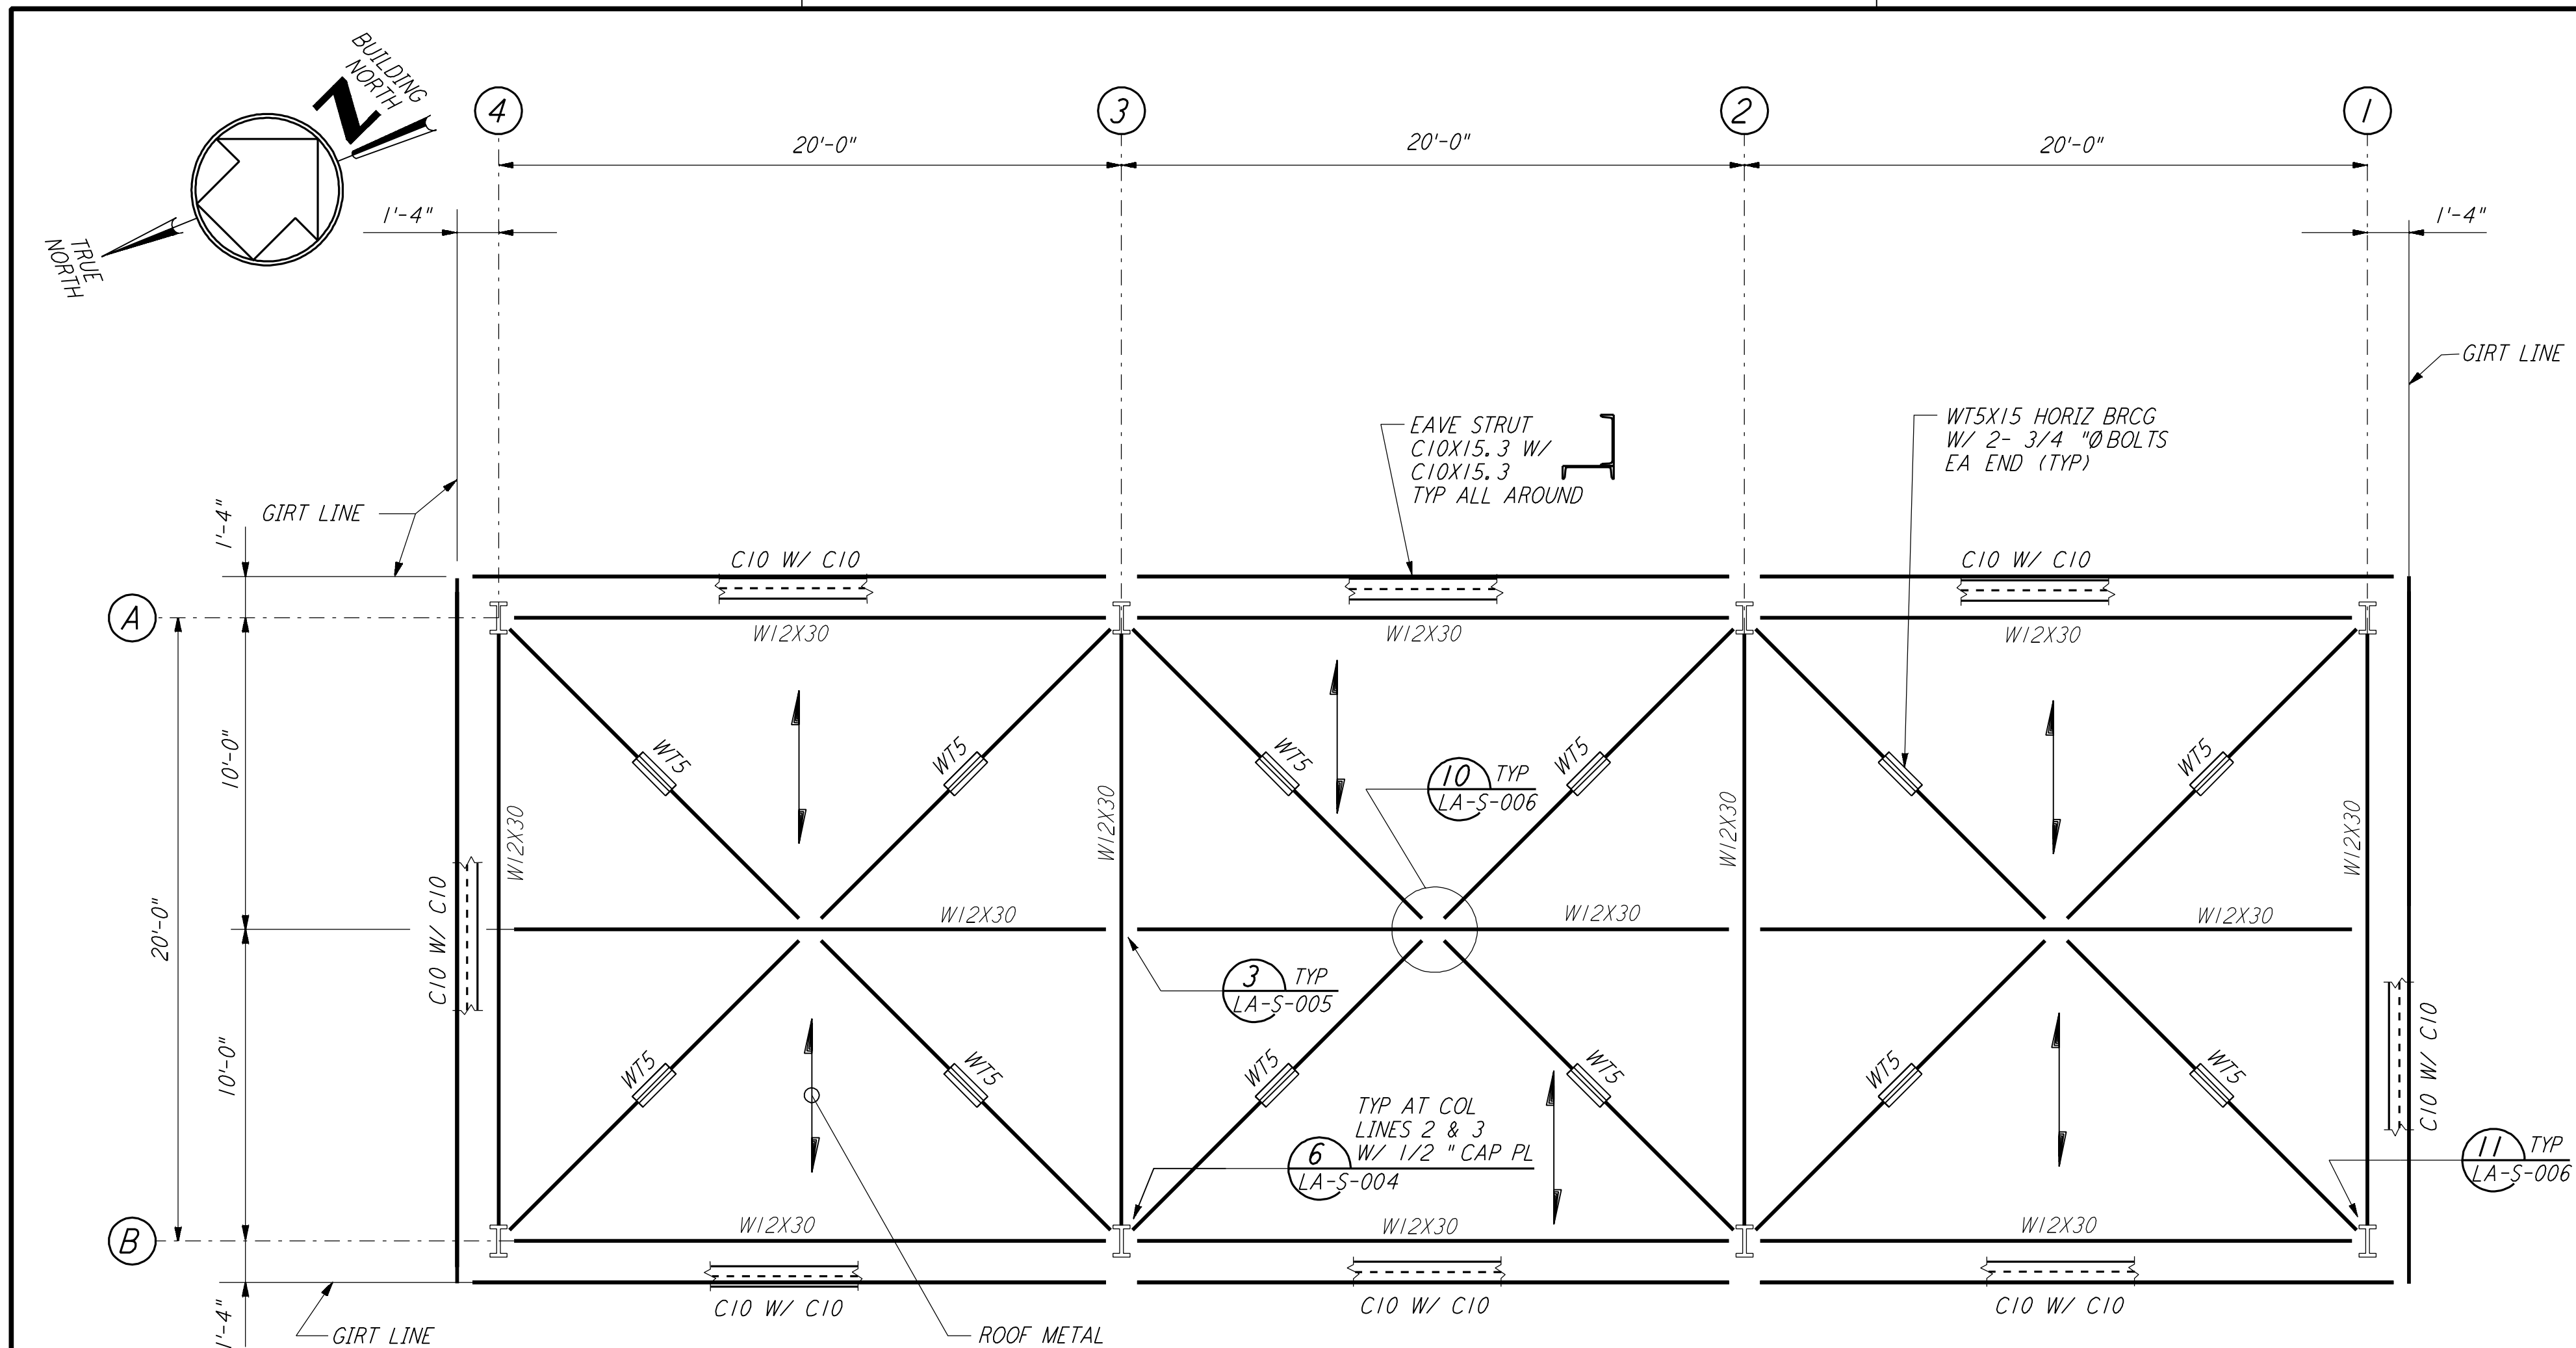 BUILDING
NORTH
N
TRUE
NORTH
4
3
2
1
20'-0"
20'-0"
20'-0"
1'-4"
1'-4"
GIRT LINE
EAVE STRUT
C10X15.3 W/
C10X15.3
TYP ALL AROUND
WT5X15 HORIZ BRCG
W/ 2- 3/4 "Ø BOLTS
EA END (TYP)
GIRT LINE
1'-4"
C10 W/ C10
C10 W/ C10
A
W12X30
W12X30
W12X30
10'-0"
WT5
WT5
WT5
WT5
WT5
10 TYP
LA-S-006
W12X30
W12X30
W12X30
W12X30
20'-0"
C10 W/ C10
W12X30
W12X30
W12X30
3 TYP
LA-S-005
10'-0"
C10 W/ C10
WT5
WT5
WT5
WT5
WT5
WT5
TYP AT COL
LINES 2 & 3
6 W/ 1/2 " CAP PL
LA-S-004
11 TYP
LA-S-006
B
W12X30
W12X30
W12X30
C10 W/ C10
C10 W/ C10
C10 W/ C10
1'-4"
GIRT LINE
ROOF METAL